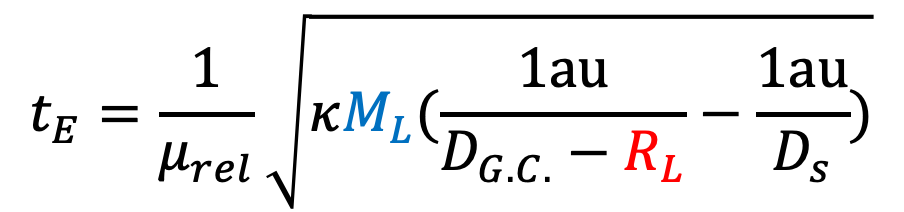 t_E = \frac{1}{\mu_{rel}} \sqrt{\kappa M_L (\frac{1au}{D_{G.C.} - R_L} - \frac{1au}{D_s})}